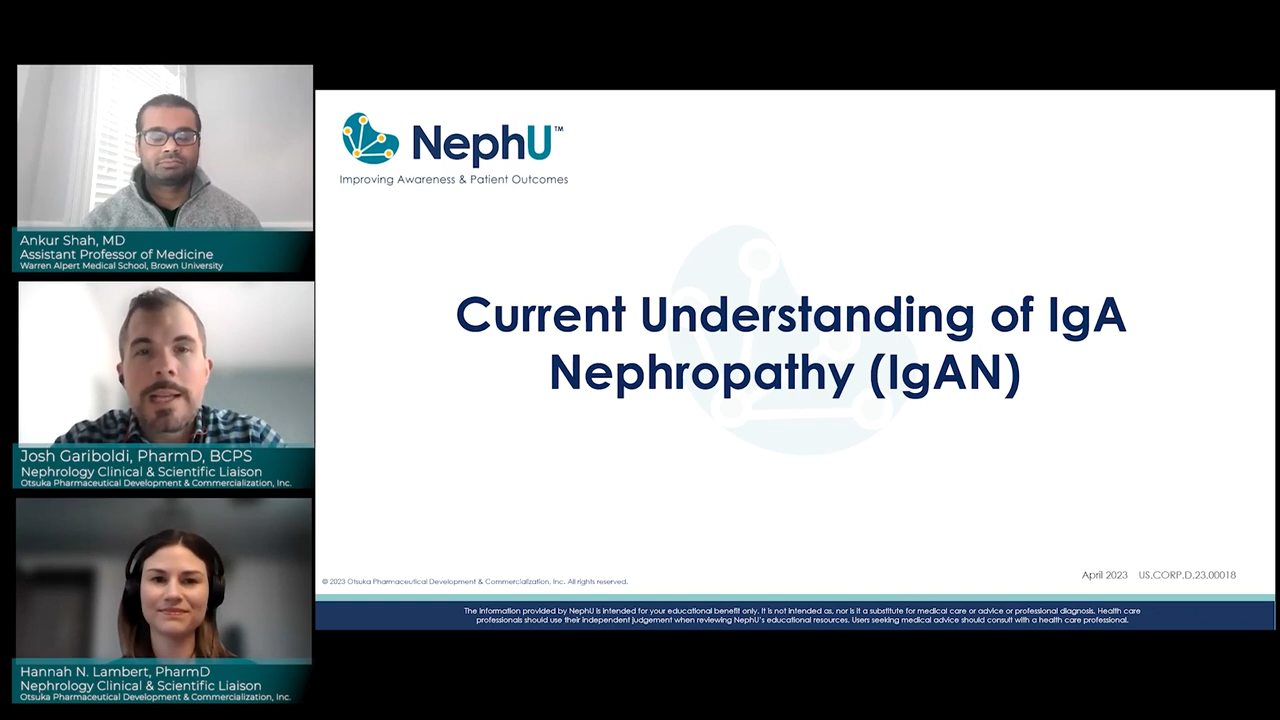 Ankur Shah, MD
Assistant Professor of Medicine
Warren Alpert Medical School, Brown University
Josh Gariboldi, PharmD, BCPS
Nephrology Clinical & Scientific Liaison
Otsuka Pharmaceutical Development & Commercialization, Inc.
Hannah N. Lambert, PharmD
Nephrology Clinical & Scientific Liaison
Otsuka Pharmaceutical Development & Commercialization, Inc.
NephU™
Improving Awareness & Patient Outcomes
Current Understanding of IgA
Nephropathy (IgAN)
© 2023 Otsuka Pharmaceutical Development & Commercialization, Inc. All rights reserved.
April 2023 US.CORP.D.23.00018
The information provided by NephU is intended for your educational benefit only. It is not intended as, nor is it a substitute for medical care or advice or professional diagnosis. Health care
professionals should use their independent judgement when reviewing NephU's educational resources. Users seeking medical advice should consult with a health care professional.